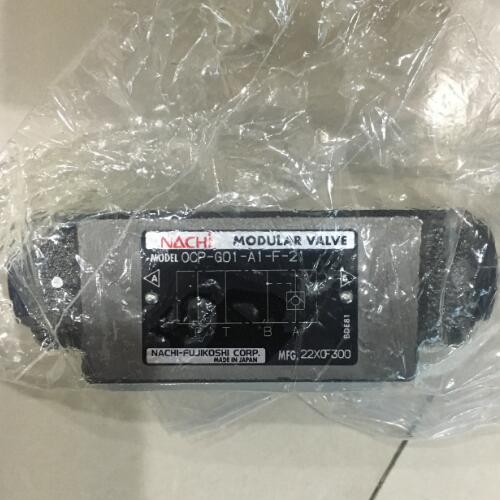 NACHi MODULAR VALVE
MODEL OCP-G01-A1-F-21
A B
T B A
BDE81
NACHI-FUJIKOSHI CORP. MFG. 22X0F300
MADE IN JAPAN